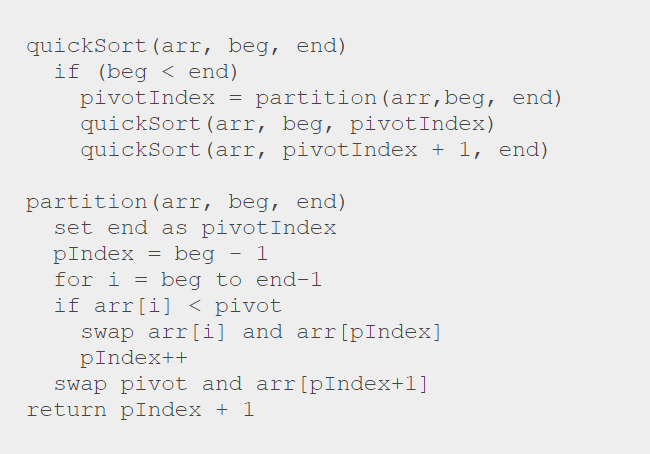 quickSort(arr, beg, end)
  if (beg < end)
    pivotIndex = partition(arr,beg, end)
    quickSort(arr, beg, pivotIndex)
    quickSort(arr, pivotIndex + 1, end)

partition(arr, beg, end)
  set end as pivotIndex
  pIndex = beg - 1
  for i = beg to end-1
  if arr[i] < pivot
    swap arr[i] and arr[pIndex]
    pIndex++
  swap pivot and arr[pIndex+1]
return pIndex + 1